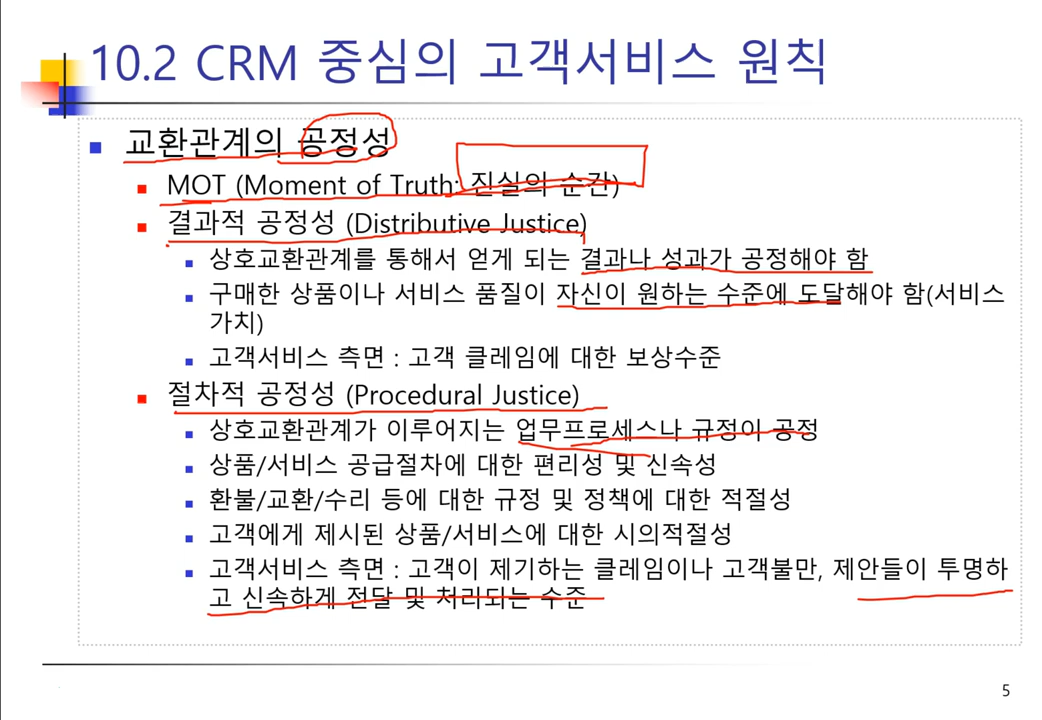 10.2 CRM 중심의 고객서비스 원칙
교환관계의 공정성
MOT (Moment of Truth: 진실의 순간)
결과적 공정성 (Distributive Justice)
상호교환관계를 통해서 얻게 되는 결과나 성과가 공정해야 함
구매한 상품이나 서비스 품질이 자신이 원하는 수준에 도달해야 함(서비스
가치)
고객서비스 측면 : 고객 클레임에 대한 보상수준
절차적 공정성 (Procedural Justice)
상호교환관계가 이루어지는 업무프로세스나 규정이 공정
상품/서비스 공급절차에 대한 편리성 및 신속성
환불/교환/수리 등에 대한 규정 및 정책에 대한 적절성
고객에게 제시된 상품/서비스에 대한 시의적절성
고객서비스 측면 : 고객이 제기하는 클레임이나 고객불만, 제안들이 투명하
고 신속하게 전달 및 처리되는 수준
5